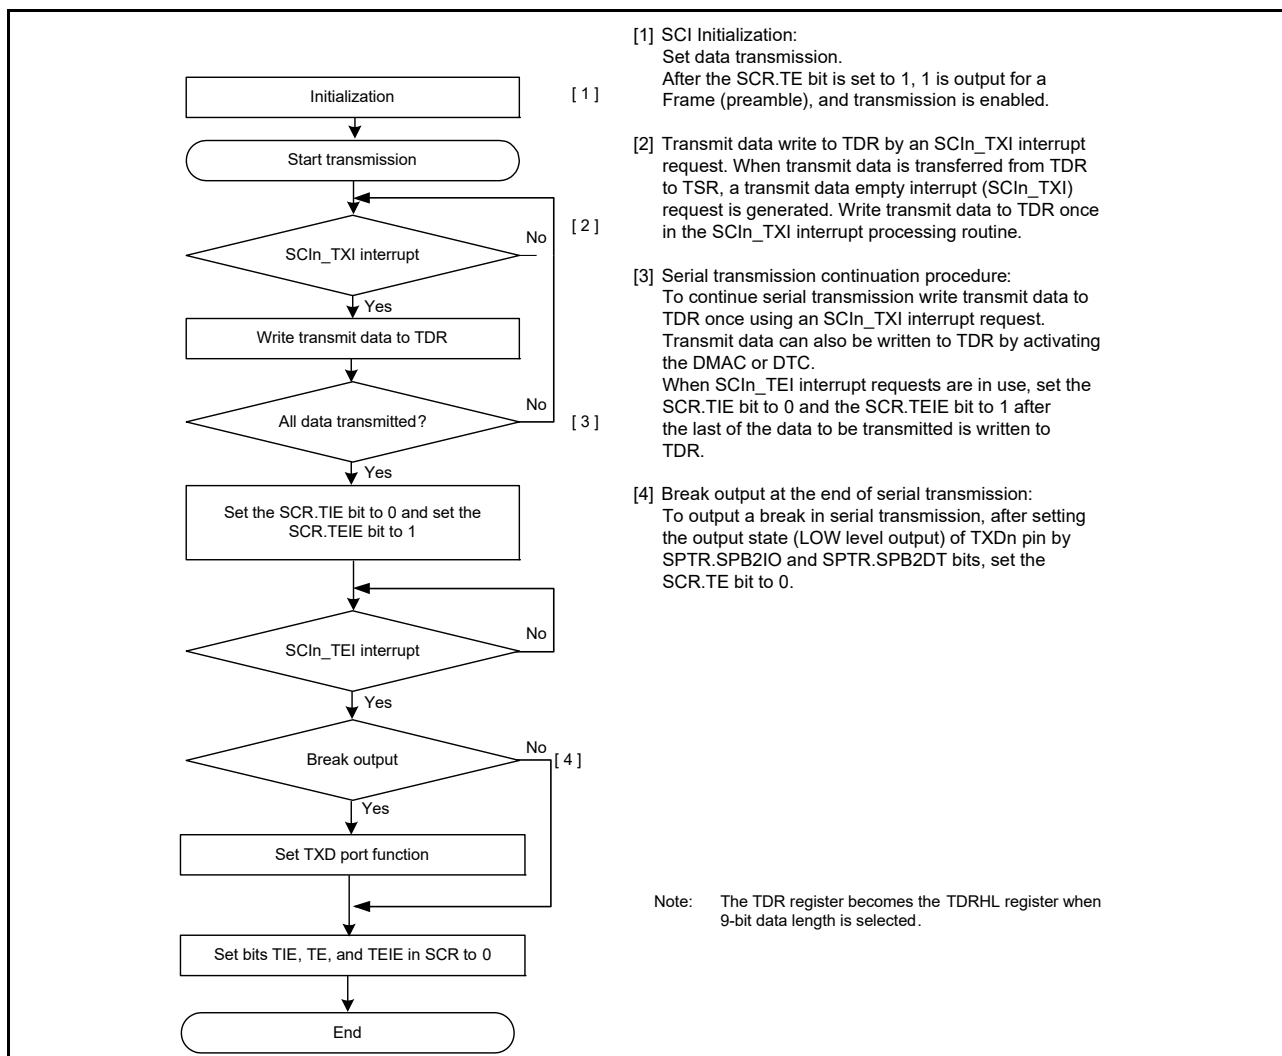 Initialization
[ 1 ]
Start transmission
No
[ 2 ]
SCIn_TXI interrupt
Yes
Write transmit data to TDR
No
All data transmitted?
[ 3 ]
Yes
Set the SCR.TIE bit to 0 and set the
SCR.TEIE bit to 1
No
SCIn_TEI interrupt
Yes
No
Break output
[ 4 ]
Yes
Set TXD port function
Set bits TIE, TE, and TEIE in SCR to 0
End
[1] SCI Initialization:
Set data transmission.
After the SCR.TE bit is set to 1, 1 is output for a
Frame (preamble), and transmission is enabled.
[2] Transmit data write to TDR by an SCIn_TXI interrupt
request. When transmit data is transferred from TDR
to TSR, a transmit data empty interrupt (SCIn_TXI)
request is generated. Write transmit data to TDR once
in the SCIn_TXI interrupt processing routine.
[3] Serial transmission continuation procedure:
To continue serial transmission write transmit data to
TDR once using an SCIn_TXI interrupt request.
Transmit data can also be written to TDR by activating
the DMAC or DTC.
When SCIn_TEI interrupt requests are in use, set the
SCR.TIE bit to 0 and the SCR.TEIE bit to 1 after
the last of the data to be transmitted is written to
TDR.
[4] Break output at the end of serial transmission:
To output a break in serial transmission, after setting
the output state (LOW level output) of TXDn pin by
SPTR.SPB2IO and SPTR.SPB2DT bits, set the
SCR.TE bit to 0.
Note: The TDR register becomes the TDRHL register when
9-bit data length is selected.